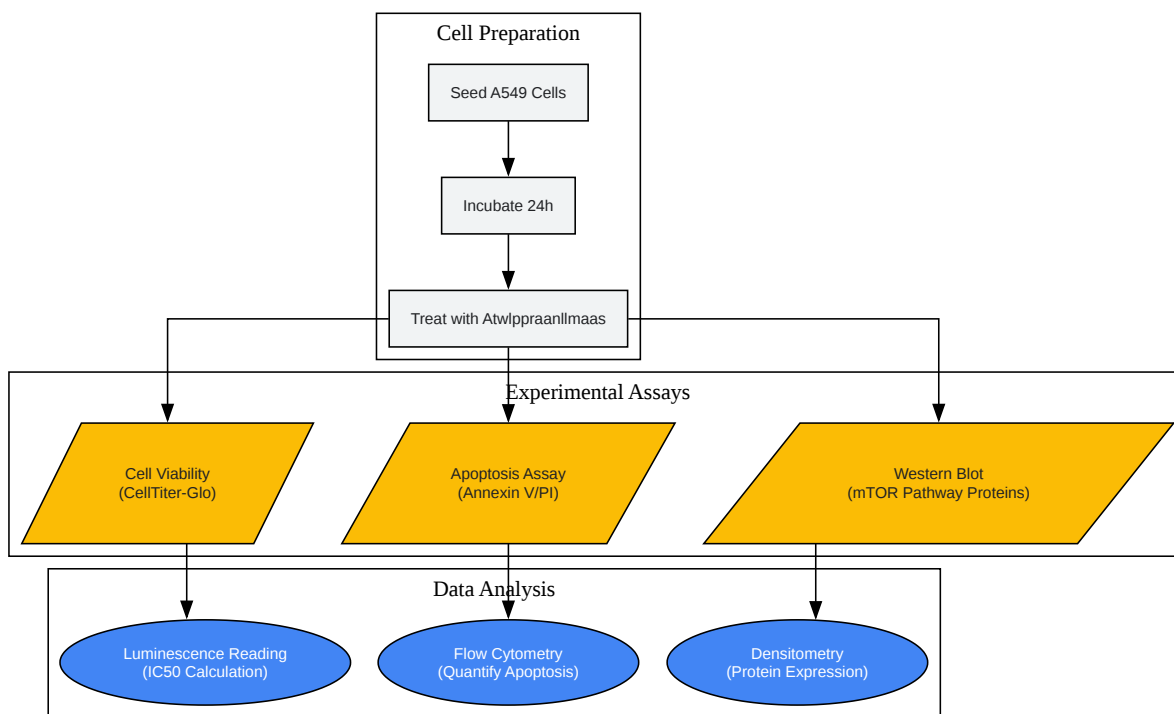 Cell Preparation
Seed A549 Cells
Incubate 24h
Treat with Atwlppraanllmaas
Experimental Assays
Cell Viability
(CellTiter-Glo)
Apoptosis Assay
(Annexin V/PI)
Western Blot
(mTOR Pathway Proteins)
Data Analysis
Luminescence Reading
(IC50 Calculation)
Flow Cytometry
(Quantify Apoptosis)
Densitometry
(Protein Expression)